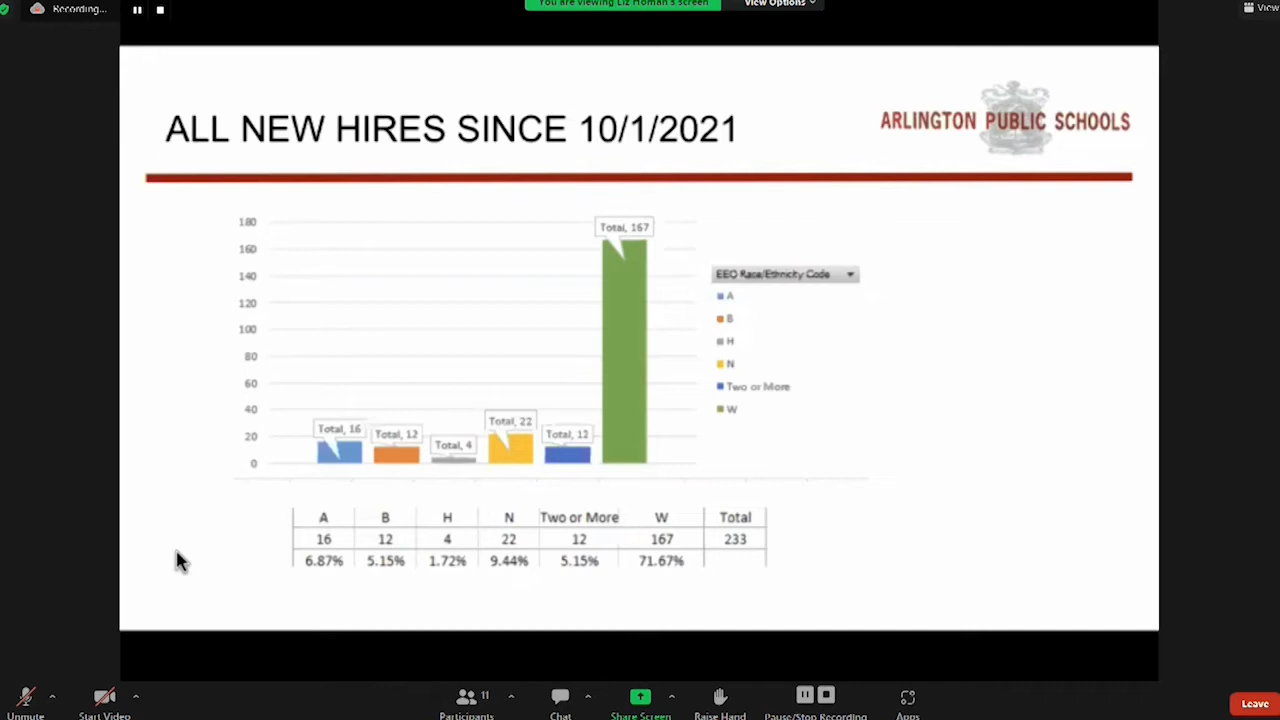 Recording...
You are viewing Liz Homan's screen
View Options
View
ALL NEW HIRES SINCE 10/1/2021
ARLINGTON PUBLIC SCHOOLS
180
160
140
120
100
80
60
40
20
0
Total, 16
Total, 12
Total, 4
Total, 22
Total, 12
Total, 167
EEO Race/Ethnicity Code
A
B
H
N
Two or More
W
A B H N Two or More W Total
16 12 4 22 12 167 233
6.87% 5.15% 1.72% 9.44% 5.15% 71.67%
Unmute
Start Video
Participants 11
Chat
Share Screen
Raise Hand
Pause/Stop Recording
Apps
Leave